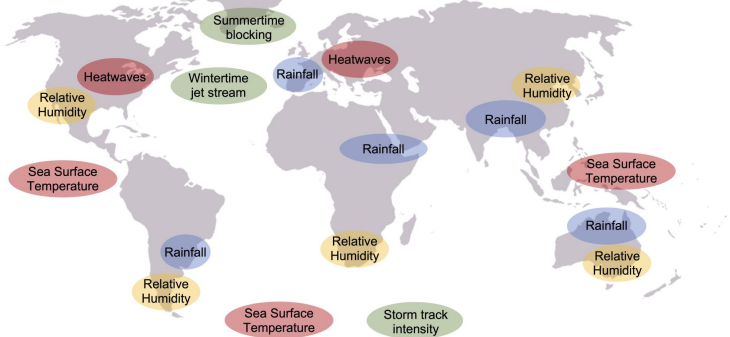 Summertime
blocking
Heatwaves
Rainfall
Heatwaves
Wintertime
jet stream
Relative
Humidity
Relative
Humidity
Rainfall
Rainfall
Sea Surface
Temperature
Sea Surface
Temperature
Rainfall
Rainfall
Relative
Humidity
Relative
Humidity
Relative
Humidity
Sea Surface
Temperature
Storm track
intensity